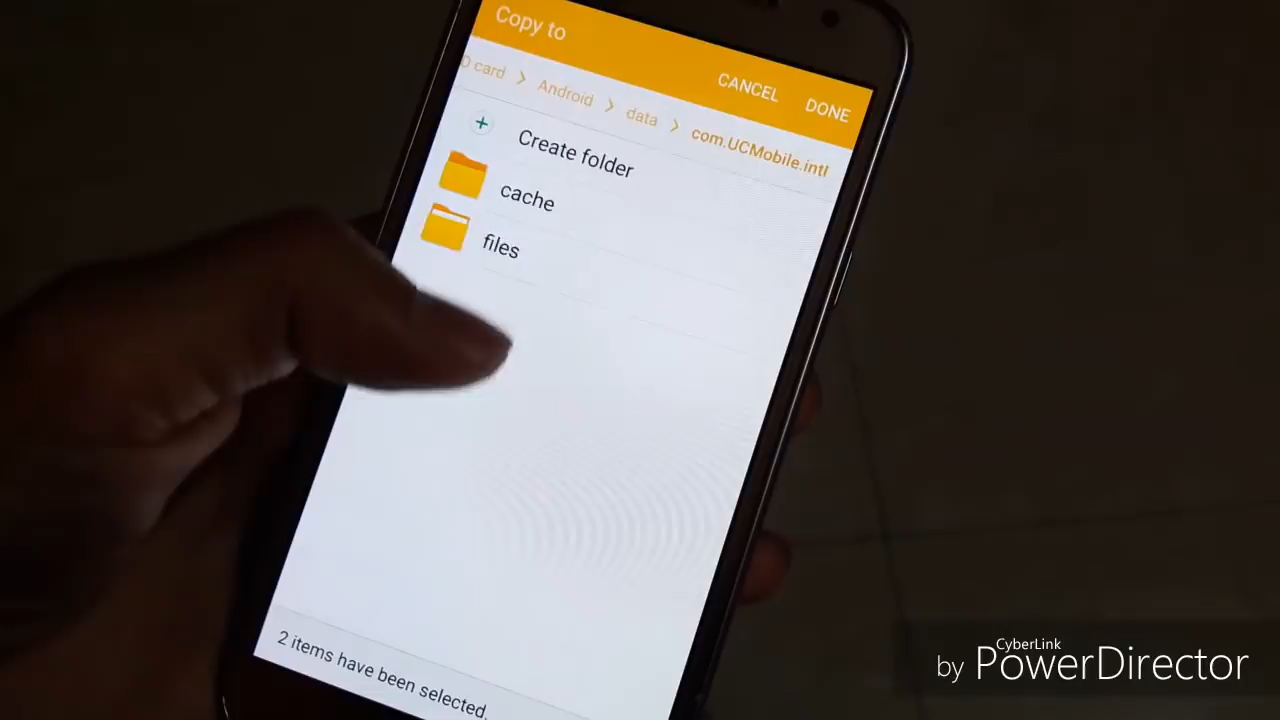 Copy to
CANCEL DONE
D card > Android > data > com.UCMobile.intl
+ Create folder
cache
files
2 items have been selected.
CyberLink
by PowerDirector